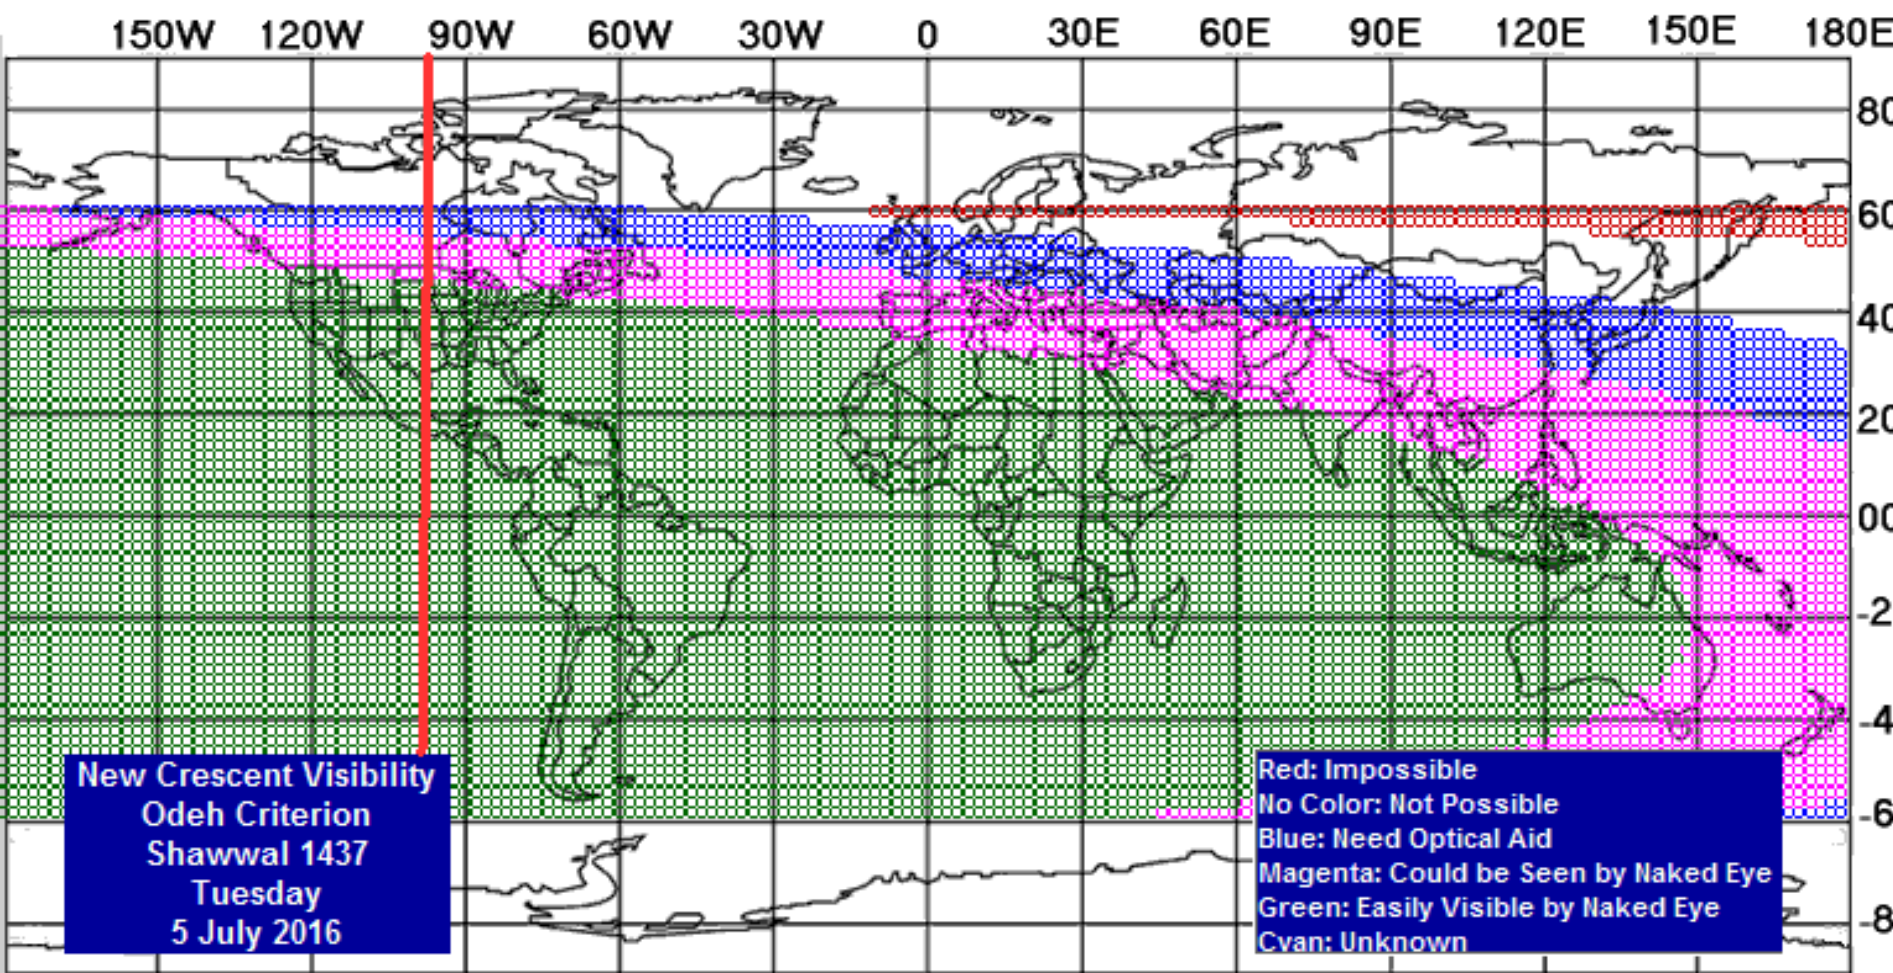 150W 120W 90W 60W 30W 0 30E 60E 90E 120E 150E 180E
80
60
40
20
00
-2
-4
-6
-8
New Crescent Visibility
Odeh Criterion
Shawwal 1437
Tuesday
5 July 2016
Red: Impossible
No Color: Not Possible
Blue: Need Optical Aid
Magenta: Could be Seen by Naked Eye
Green: Easily Visible by Naked Eye
Cyan: Unknown